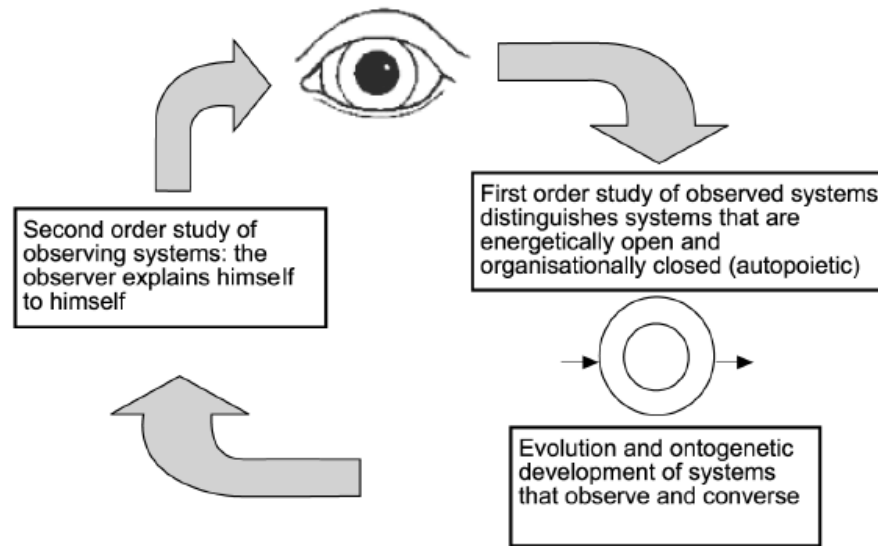 First order study of observed systems
distinguishes systems that are
energetically open and
organisationally closed (autopoietic)
Second order study of
observing systems: the
observer explains himself
to himself
Evolution and ontogenetic
development of systems
that observe and converse